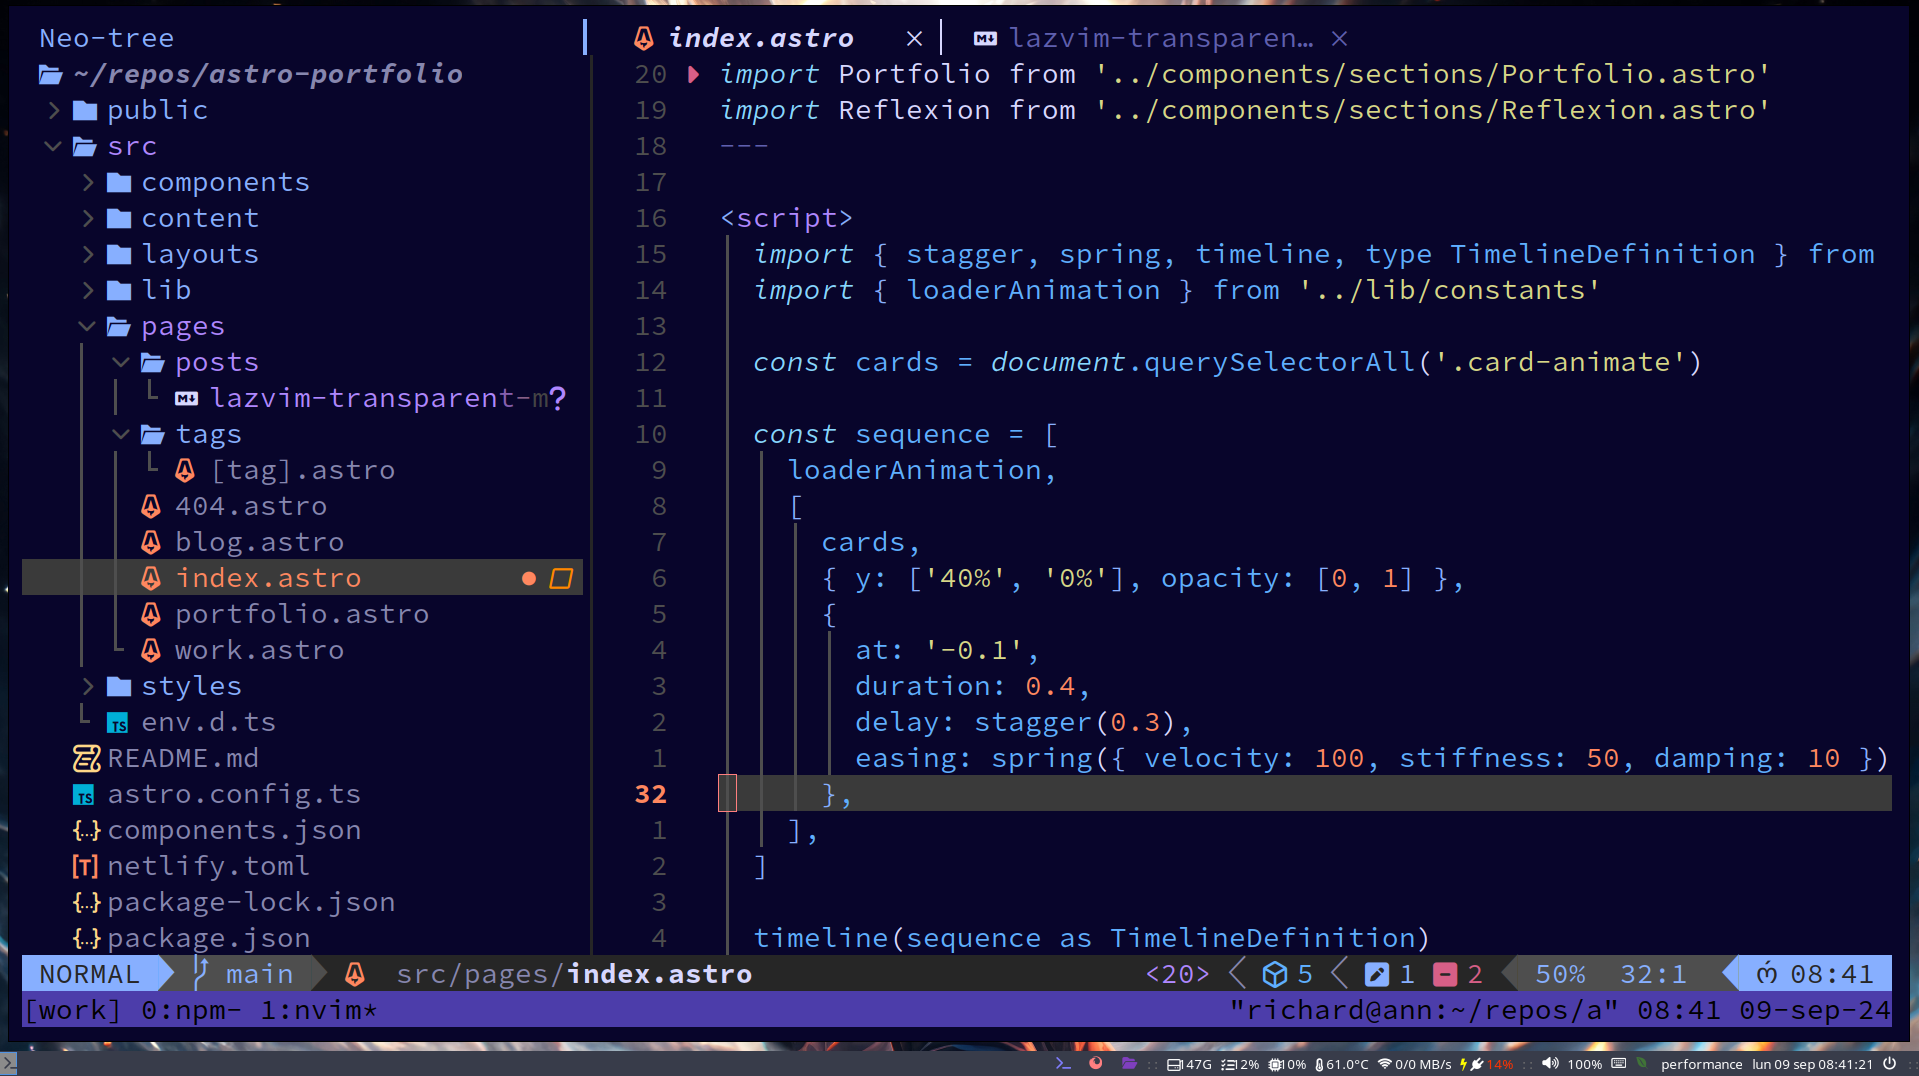 Neo-tree
~/repos/astro-portfolio
public
src
components
content
layouts
lib
pages
posts
lazvim-transparent-m?
tags
[tag].astro
404.astro
blog.astro
index.astro
portfolio.astro
work.astro
styles
TS env.d.ts
README.md
TS astro.config.ts
{..} components.json
[T] netlify.toml
{..} package-lock.json
{..} package.json
index.astro × lazvim-transparen… ×
20 import Portfolio from '../components/sections/Portfolio.astro'
19 import Reflexion from '../components/sections/Reflexion.astro'
18 ---
17
16 <script>
15 import { stagger, spring, timeline, type TimelineDefinition } from
14 import { loaderAnimation } from '../lib/constants'
13
12 const cards = document.querySelectorAll('.card-animate')
11
10 const sequence = [
9 loaderAnimation,
8 [
7 cards,
6 { y: ['40%', '0%'], opacity: [0, 1] },
5 {
4 at: '-0.1',
3 duration: 0.4,
2 delay: stagger(0.3),
1 easing: spring({ velocity: 100, stiffness: 50, damping: 10 })
32 },
1 ],
2 ]
3
4 timeline(sequence as TimelineDefinition)
NORMAL main src/pages/index.astro <20> 5 1 2 50% 32:1 08:41
[work] 0:npm- 1:nvim* "richard@ann:~/repos/a" 08:41 09-sep-24
47G 12% 10% 61.0°C 0/0 MB/s 14% 100% performance lun 09 sep 08:41:21